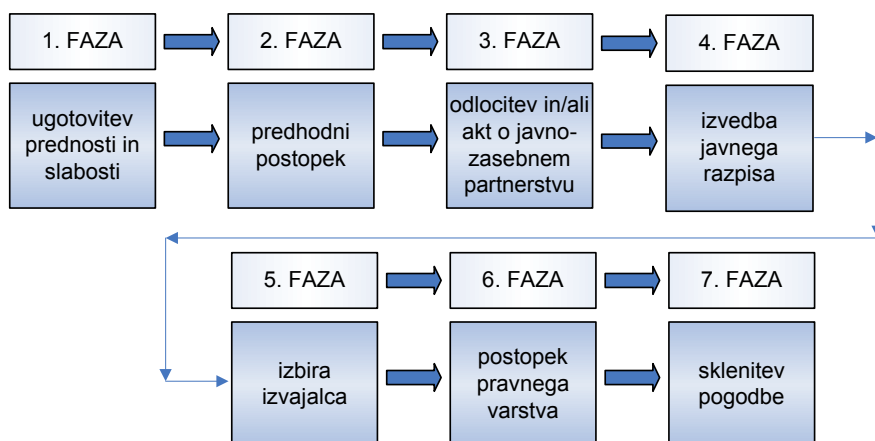 1. FAZA
2. FAZA
3. FAZA
4. FAZA
ugotovitev
prednosti in
slabosti
predhodni
postopek
odlocitev in/ali
akt o javno-
zasebnem
partnerstvu
izvedba
javnega
razpisa
5. FAZA
6. FAZA
7. FAZA
izbira
izvajalca
postopek
pravnega
varstva
sklenitev
pogodbe